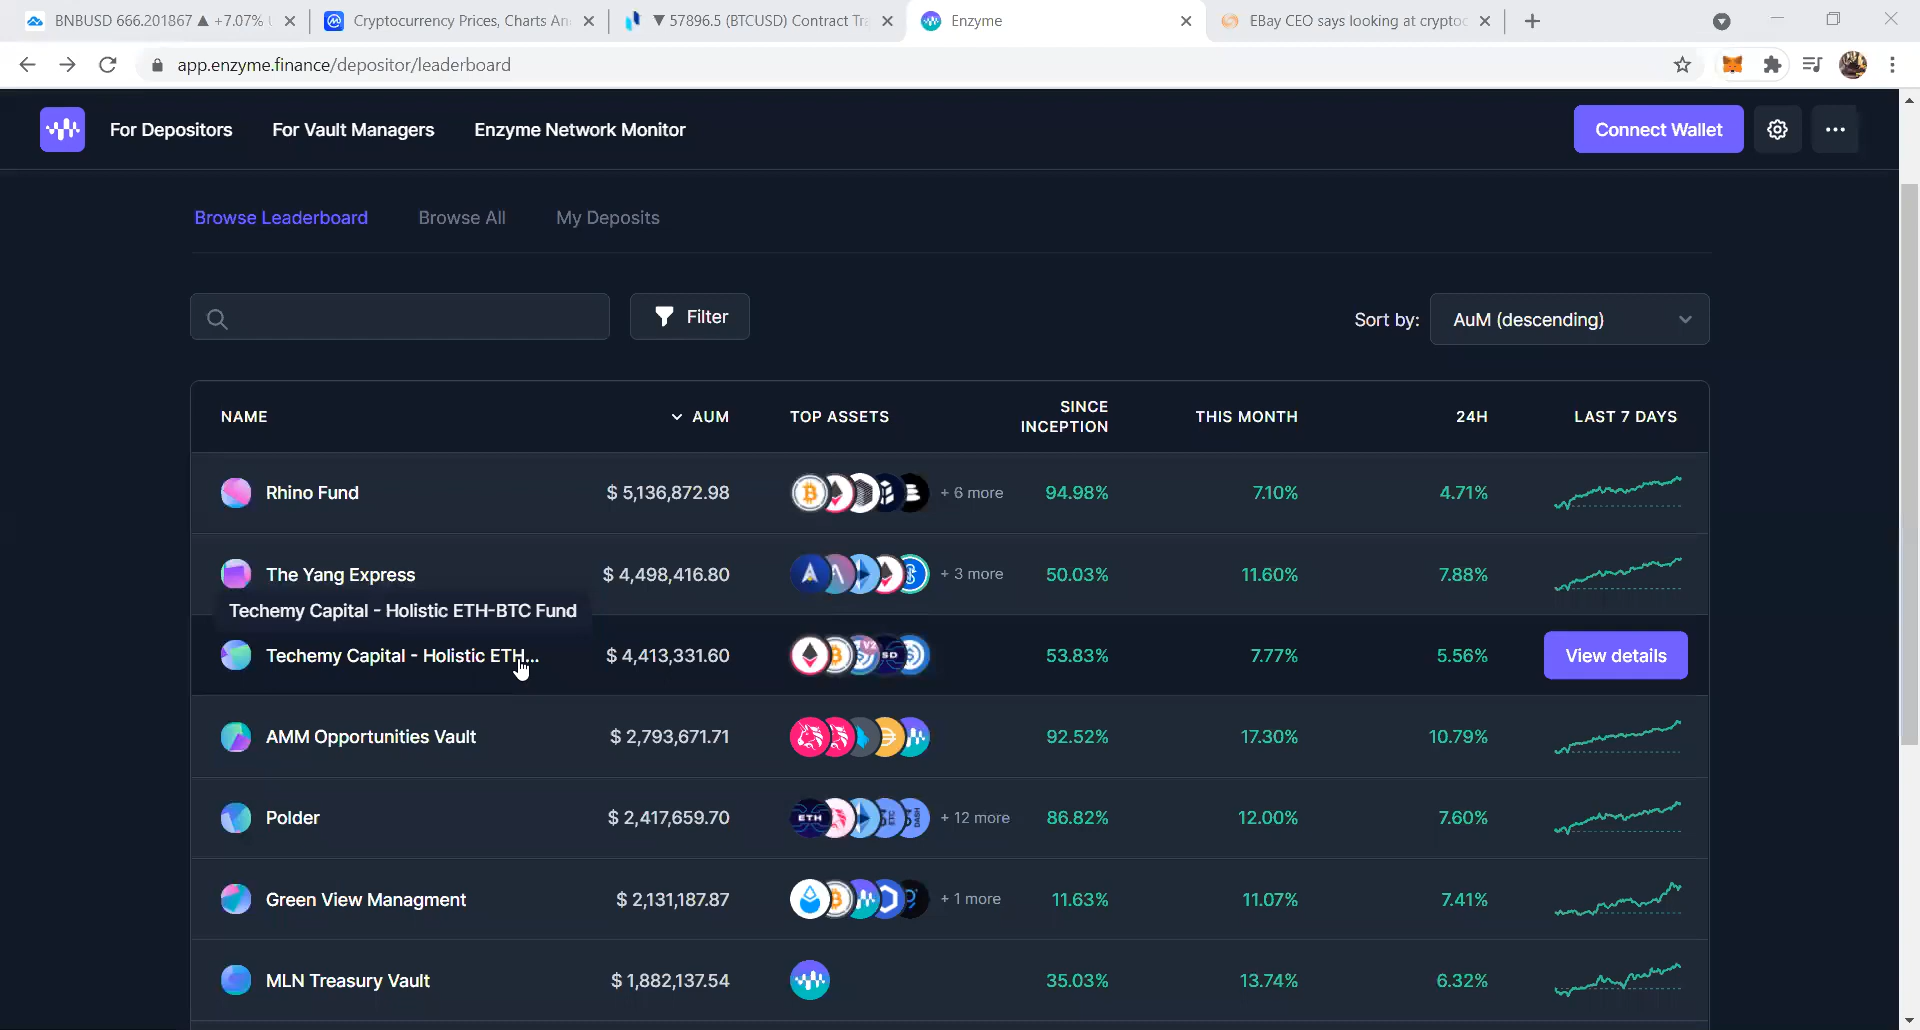 BNBUSD 666.201867 ▲ +7.07%
Cryptocurrency Prices, Charts An
▼ 57896.5 (BTCUSD) Contract Tr
Enzyme
EBay CEO says looking at cryptoc
app.enzyme.finance/depositor/leaderboard
For Depositors
For Vault Managers
Enzyme Network Monitor
Connect Wallet
Browse Leaderboard
Browse All
My Deposits
Filter
Sort by:
AuM (descending)
NAME
AUM
TOP ASSETS
SINCE
INCEPTION
THIS MONTH
24H
LAST 7 DAYS
Rhino Fund $ 5,136,872.98 + 6 more 94.98% 7.10% 4.71%
The Yang Express $ 4,498,416.80 + 3 more 50.03% 11.60% 7.88%
Techemy Capital - Holistic ETH-BTC Fund
Techemy Capital - Holistic ETH... $ 4,413,331.60 53.83% 7.77% 5.56% View details
AMM Opportunities Vault $ 2,793,671.71 92.52% 17.30% 10.79%
Polder $ 2,417,659.70 + 12 more 86.82% 12.00% 7.60%
Green View Managment $ 2,131,187.87 + 1 more 11.63% 11.07% 7.41%
MLN Treasury Vault $ 1,882,137.54 35.03% 13.74% 6.32%